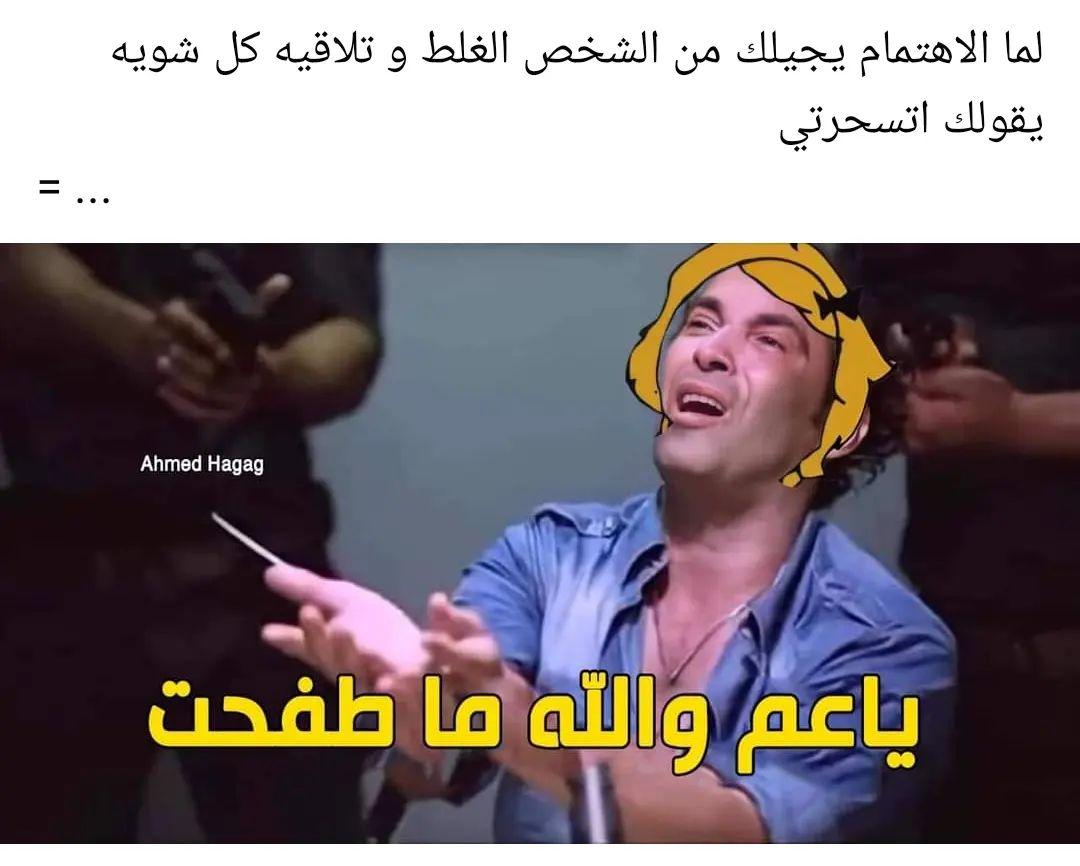 لما الاهتمام يجيلك من الشخص الغلط و تلاقيه كل شويه
يقولك اتسحرتي
... =
Ahmed Hagag
ياعم والله ما طفحت